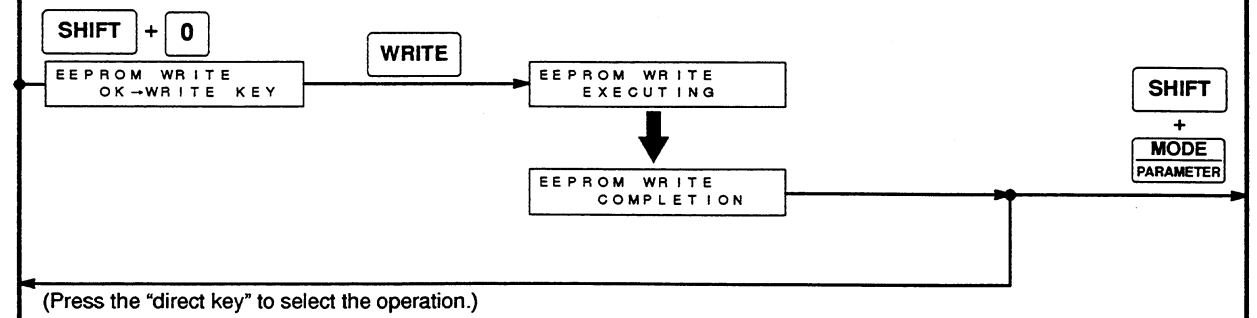 SHIFT + 0
EEPROM WRITE
OK→WRITE KEY
WRITE
EEPROM WRITE
EXECUTING
EEPROM WRITE
COMPLETION
SHIFT
+
MODE
PARAMETER
(Press the “direct key” to select the operation.)